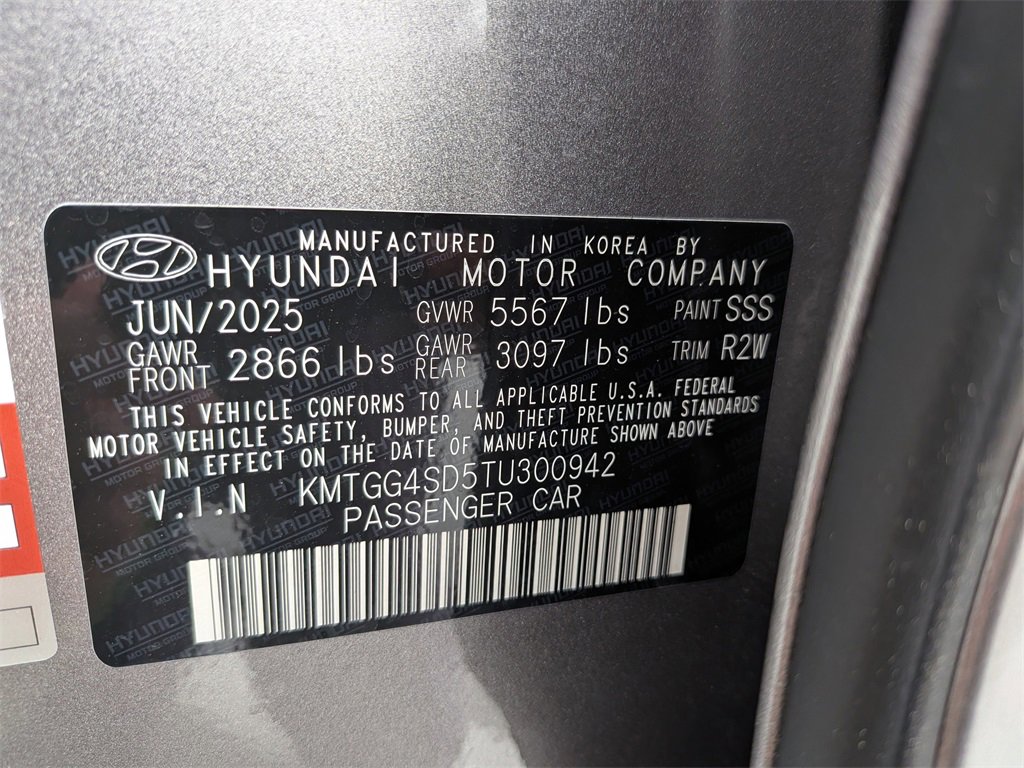 MANUFACTURED IN KOREA BY
HYUNDAI MOTOR COMPANY
JUN/2025 GVWR 5567 lbs PAINT SSS
GAWR FRONT 2866 lbs GAWR REAR 3097 lbs TRIM R2W
THIS VEHICLE CONFORMS TO ALL APPLICABLE U.S.A. FEDERAL
MOTOR VEHICLE SAFETY, BUMPER, AND THEFT PREVENTION STANDARDS
IN EFFECT ON THE DATE OF MANUFACTURE SHOWN ABOVE
V.I.N KMTGG4SD5TU300942
PASSENGER CAR